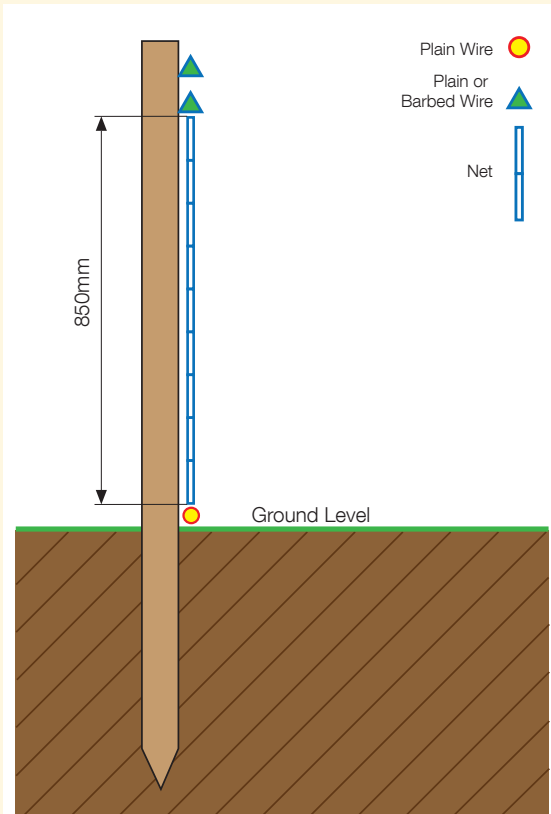 Plain Wire
Plain or
Barbed Wire
Net
850mm
Ground Level